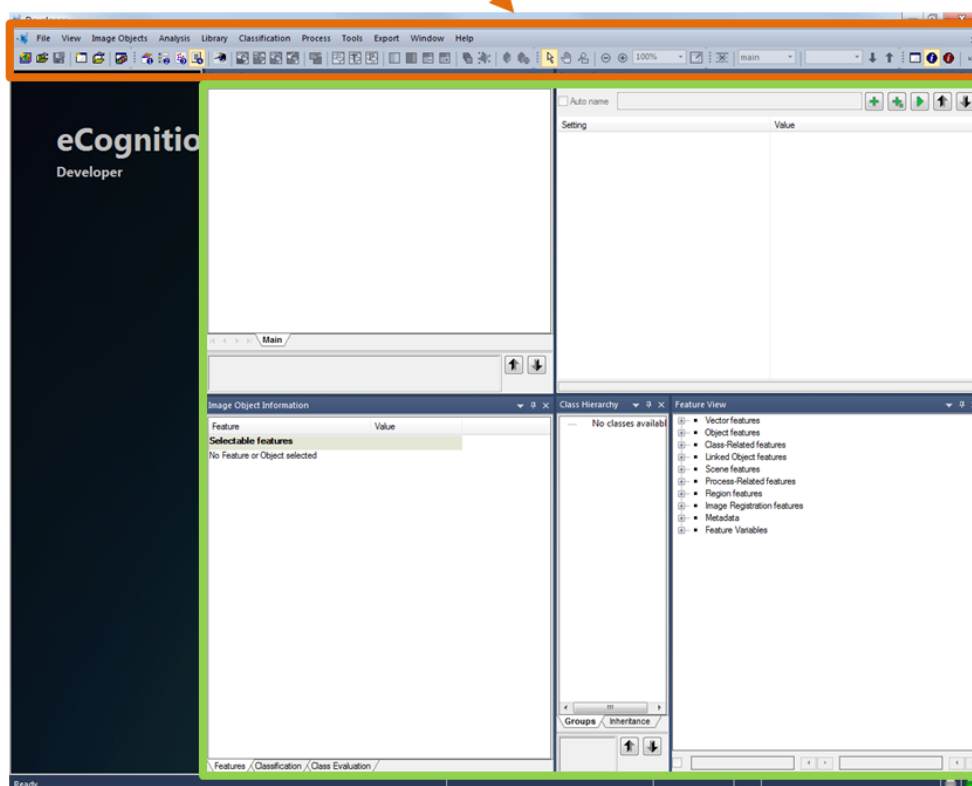 Developer
File View Image Objects Analysis Library Classification Process Tools Export Window Help
100% main
eCognitio
Developer
Auto name
Setting Value
Main
Image Object Information
Feature Value
Selectable features
No Feature or Object selected
Features Classification Class Evaluation
Class Hierarchy
No classes availabl
Groups Inheritance
Feature View
Vector features
Object features
Class-Related features
Linked Object features
Scene features
Process-Related features
Region features
Image Registration features
Metadata
Feature Variables
Ready